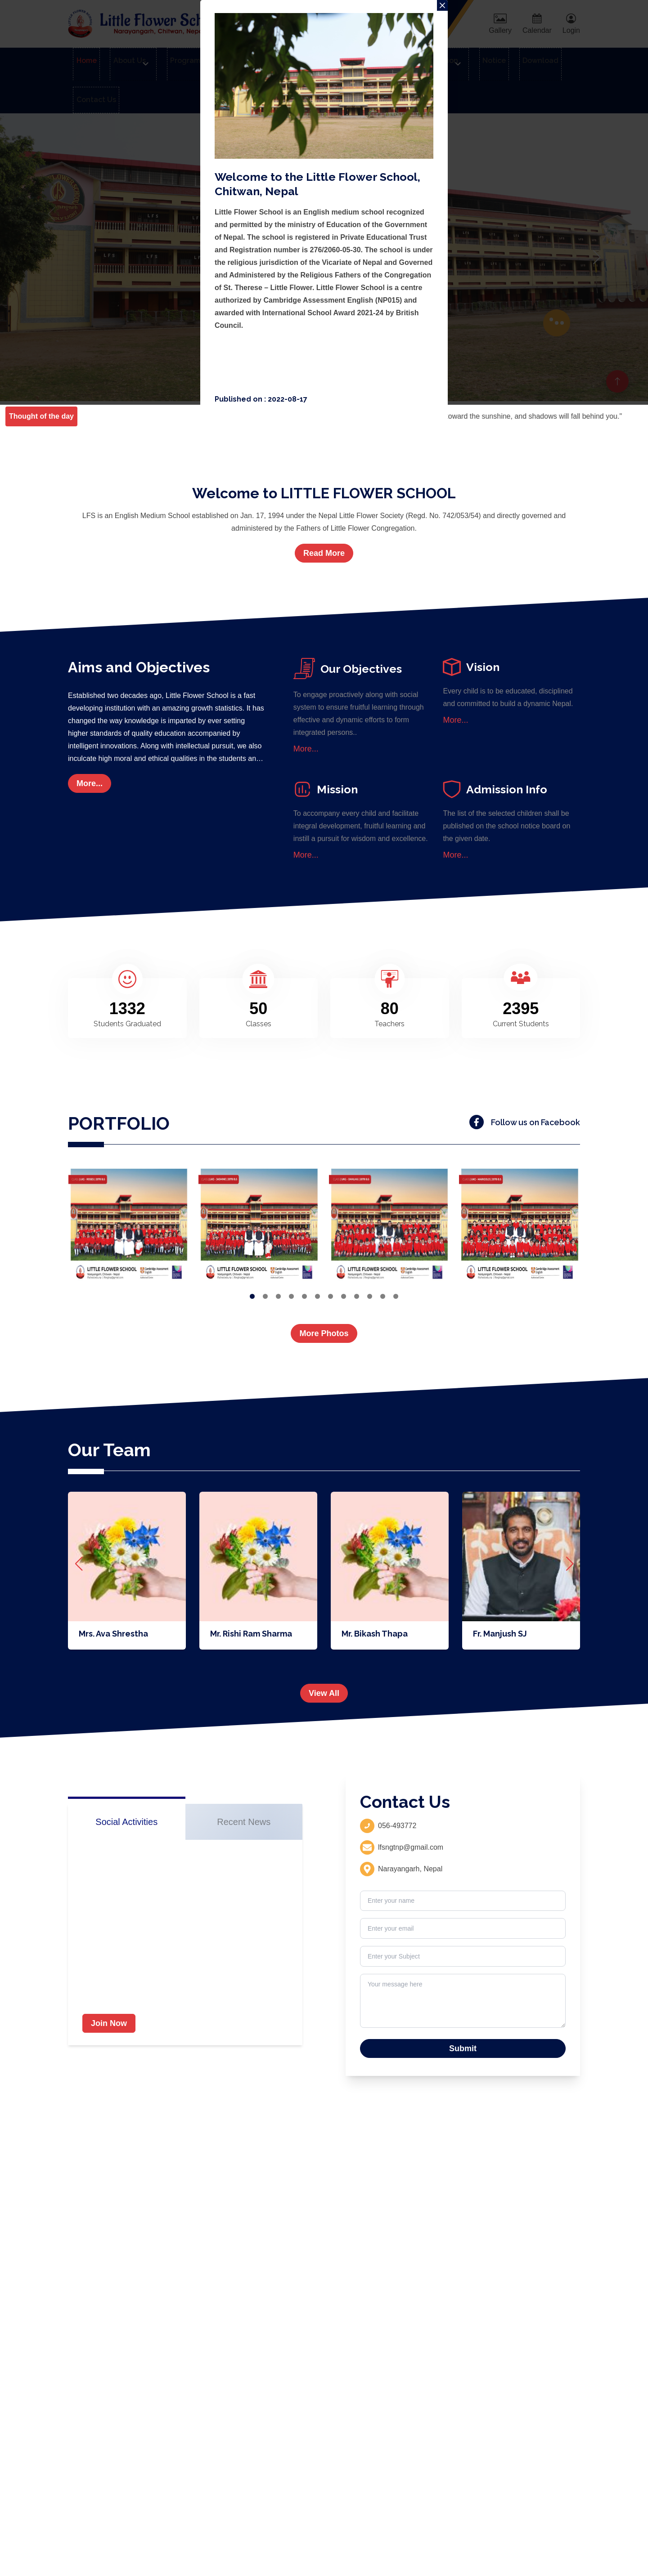 Little Flower Sch
Narayangarh, Chitwan, Nep
Gallery
Calendar
Login
Home
About Us
Program
Notice
Download
Contact Us
Welcome to the Little Flower School,
Chitwan, Nepal
Little Flower School is an English medium school recognized
and permitted by the ministry of Education of the Government
of Nepal. The school is registered in Private Educational Trust
and Registration number is 276/2060-05-30. The school is under
the religious jurisdiction of the Vicariate of Nepal and Governed
and Administered by the Religious Fathers of the Congregation
of St. Therese – Little Flower. Little Flower School is a centre
authorized by Cambridge Assessment English (NP015) and
awarded with International School Award 2021-24 by British
Council.
Published on : 2022-08-17
Thought of the day
oward the sunshine, and shadows will fall behind you."
Welcome to LITTLE FLOWER SCHOOL
LFS is an English Medium School established on Jan. 17, 1994 under the Nepal Little Flower Society (Regd. No. 742/053/54) and directly governed and
administered by the Fathers of Little Flower Congregation.
Read More
Aims and Objectives
Established two decades ago, Little Flower School is a fast
developing institution with an amazing growth statistics. It has
changed the way knowledge is imparted by ever setting
higher standards of quality education accompanied by
intelligent innovations. Along with intellectual pursuit, we also
inculcate high moral and ethical qualities in the students an…
More...
Our Objectives
To engage proactively along with social
system to ensure fruitful learning through
effective and dynamic efforts to form
integrated persons..
More...
Vision
Every child is to be educated, disciplined
and committed to build a dynamic Nepal.
More...
Mission
To accompany every child and facilitate
integral development, fruitful learning and
instill a pursuit for wisdom and excellence.
More...
Admission Info
The list of the selected children shall be
published on the school notice board on
the given date.
More...
1332
Students Graduated
50
Classes
80
Teachers
2395
Current Students
PORTFOLIO
Follow us on Facebook
LITTLE FLOWER SCHOOL
LITTLE FLOWER SCHOOL
LITTLE FLOWER SCHOOL
LITTLE FLOWER SCHOOL
More Photos
Our Team
Mrs. Ava Shrestha
Mr. Rishi Ram Sharma
Mr. Bikash Thapa
Fr. Manjush SJ
View All
Social Activities
Recent News
Join Now
Contact Us
056-493772
lfsngtnp@gmail.com
Narayangarh, Nepal
Enter your name
Enter your email
Enter your Subject
Your message here
Submit